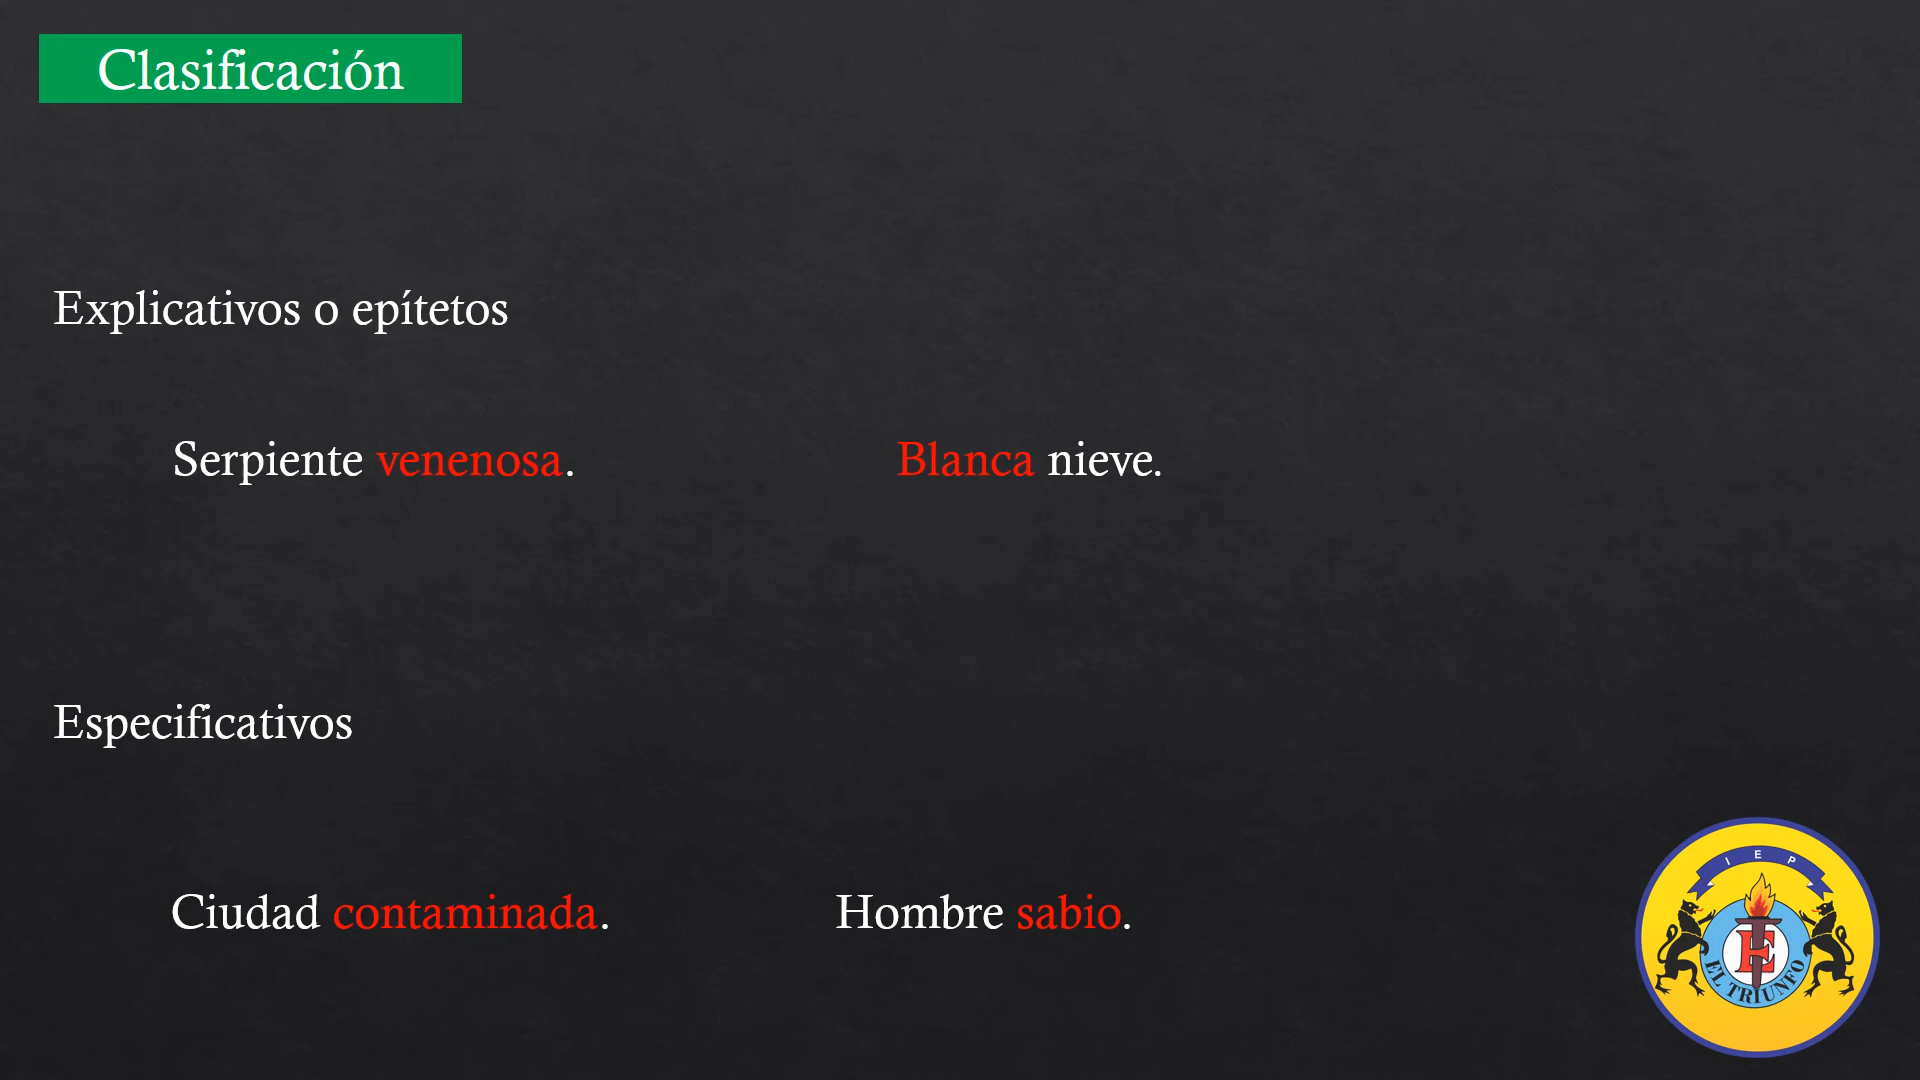 Clasificación
Explicativos o epítetos
Serpiente venenosa.
Blanca nieve.
Especificativos
Ciudad contaminada.
Hombre sabio.
I E P
E
EL TRIUNFO